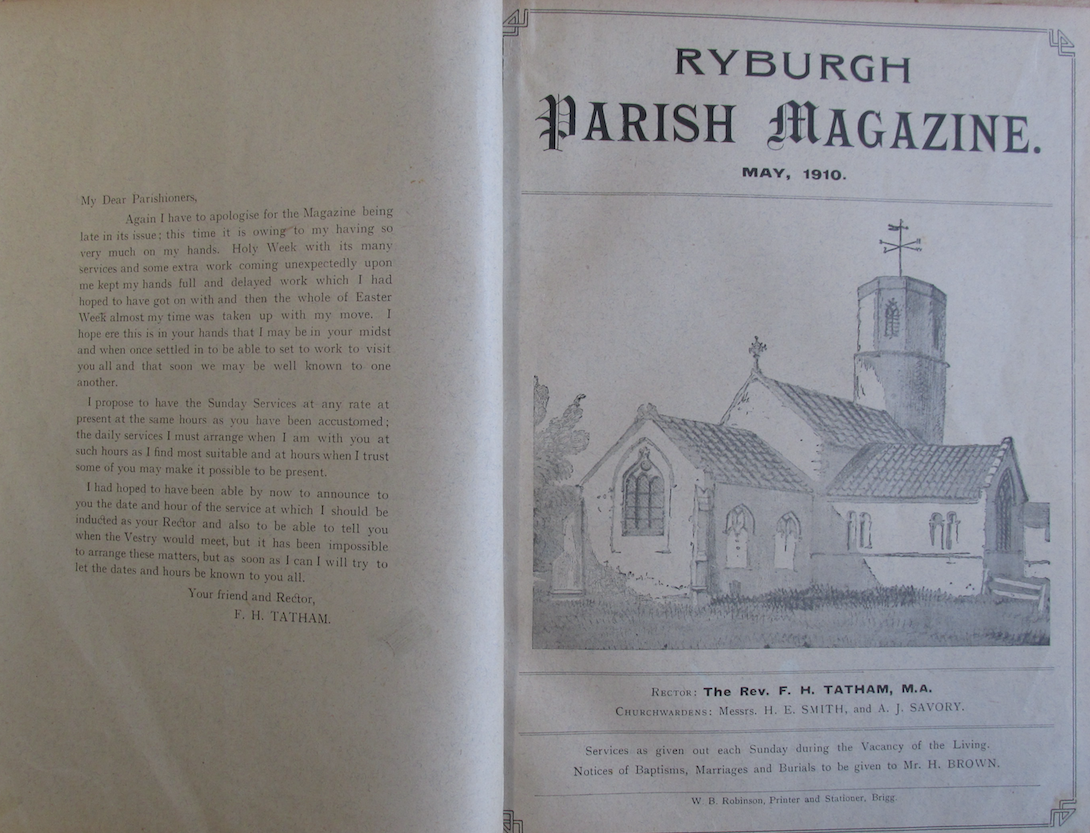 My Dear Parishioners,
Again I have to apologise for the Magazine being
late in its issue; this time it is owing to my having so
very much on my hands. Holy Week with its many
services and some extra work coming unexpectedly upon
me kept my hands full and delayed work which I had
hoped to have got on with and then the whole of Easter
Week almost my time was taken up with my move. I
hope ere this is in your hands that I may be in your midst
and when once settled in to be able to set to work to visit
you all and that soon we may be well known to one
another.
I propose to have the Sunday Services at any rate at
present at the same hours as you have been accustomed;
the daily services I must arrange when I am with you at
such hours as I find most suitable and at hours when I trust
some of you may make it possible to be present.
I had hoped to have been able by now to announce to
you the date and hour of the service at which I should be
inducted as your Rector and also to be able to tell you
when the Vestry would meet, but it has been impossible
to arrange these matters, but as soon as I can I will try to
let the dates and hours be known to you all.
Your friend and Rector,
F. H. TATHAM.
RYBURGH
PARISH MAGAZINE.
MAY, 1910.
RECTOR: The Rev. F. H. TATHAM, M.A.
CHURCHWARDENS: Messrs. H. E. SMITH, and A. J. SAVORY.
Services as given out each Sunday during the Vacancy of the Living.
Notices of Baptisms, Marriages and Burials to be given to Mr. H. BROWN.
W. B. Robinson, Printer and Stationer, Brigg.